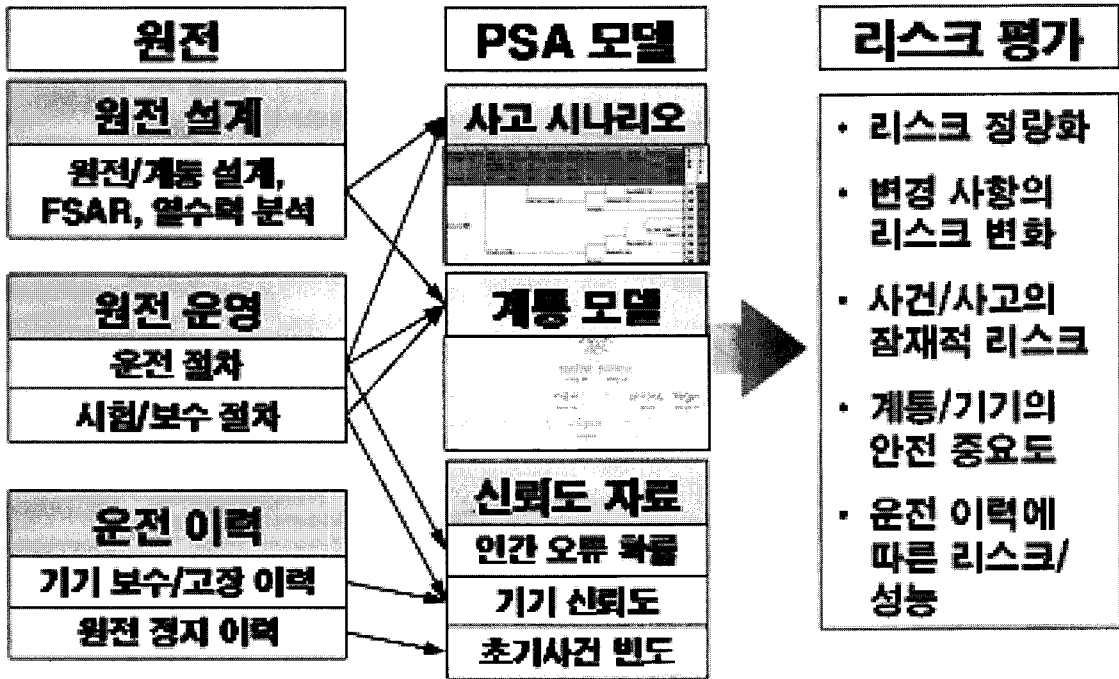 원전
원전 설계
원전/계통 설계,
FSAR, 열수력 분석
원전 운영
운전 절차
시험/보수 절차
운전 이력
기기 보수/고장 이력
원전 정지 이력
PSA 모델
사고 시나리오
계통 모델
신뢰도 자료
인간 오류 확률
기기 신뢰도
초기사건 빈도
리스크 평가
• 리스크 정량화
• 변경 사항의
리스크 변화
• 사건/사고의
잠재적 리스크
• 계통/기기의
안전 중요도
• 운전 이력에
따른 리스크/
성능